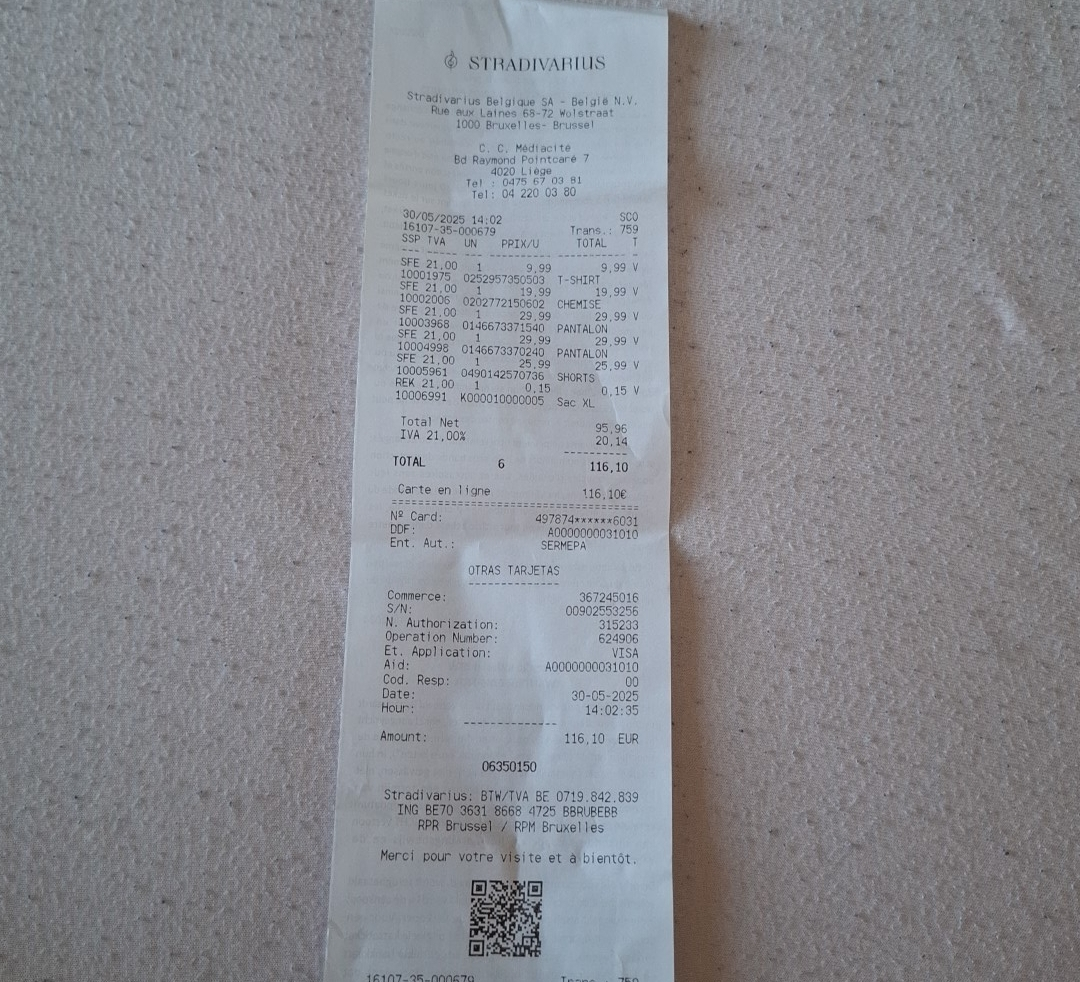 STRADIVARIUS
Stradivarius Belgique SA - Belgie N.V.
Rue aux Laines 68-72 Wolstraat
1000 Bruxelles- Brussel
C. C. Médiacité
Bd Raymond Pointcaré 7
4020 Liège
Tel : 0475 67 03 81
Tel: 04 220 03 80
30/05/2025 14:02 SCO
16107-35-000679 Trans.: 759
SSP TVA UN PPIX/U TOTAL T
SFE 21,00 1 9,99 9,99 V
10001975 0252957350503 T-SHIRT
SFE 21,00 1 19,99 19,99 V
10002006 0202772150602 CHEMISE
SFE 21,00 1 29,99 29,99 V
10003968 0146673371540 PANTALON
SFE 21,00 1 29,99 29,99 V
10004998 0146673370240 PANTALON
SFE 21,00 1 25,99 25,99 V
10005961 0490142570736 SHORTS
REK 21,00 1 0,15 0,15 V
10006991 K000010000005 Sac XL
Total Net 95,96
IVA 21,00% 20,14
TOTAL 6 116,10
Carte en ligne 116,10€
Nº Card: 497874******6031
DDF: A0000000031010
Ent. Aut.: SERMEPA
OTRAS TARJETAS
Commerce: 367245016
S/N: 00902553256
N. Authorization: 315233
Operation Number: 624906
Et. Application: VISA
Aid: A0000000031010
Cod. Resp: 00
Date: 30-05-2025
Hour: 14:02:35
Amount: 116,10 EUR
06350150
Stradivarius: BTW/TVA BE 0719.842.839
ING BE70 3631 8668 4725 BBRUBEBB
RPR Brussel / RPM Bruxelles
Merci pour votre visite et à bientôt.
16107-35-000679 Trans.: 759